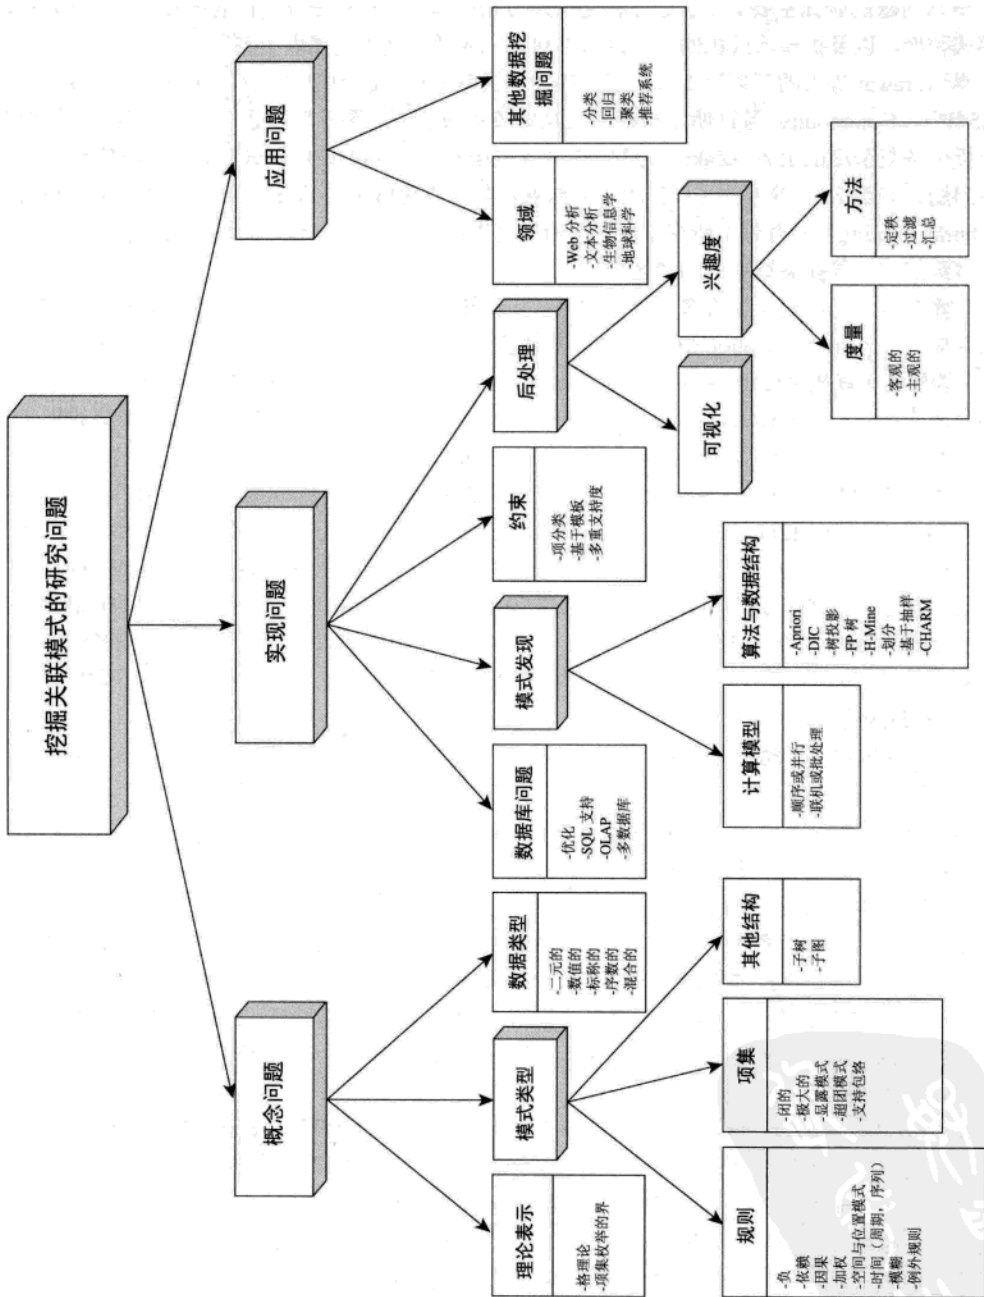 挖掘关联模式的研究问题
概念问题
实现问题
应用问题
理论表示
-格理论
-项集枚举的界
模式类型
数据类型
-二元的
-数值的
-标称的
-序数的
-混合的
数据库问题
-优化
-SQL 支持
-OLAP
-多数据库
模式发现
约束
-项分类
-基于模板
-多重支持度
后处理
领域
-Web 分析
-文本分析
-生物信息学
-地球科学
其他数据挖
掘问题
-分类
-回归
-聚类
-推荐系统
规则
-负
-依赖
-因果
-加权
-空间与位置模式
-时间（周期，序列）
-模糊
-例外规则
项集
-闭的
-极大的
-显露模式
-超团模式
-支持包络
其他结构
-子树
-子图
计算模型
-顺序或并行
-联机或批处理
算法与数据结构
-Apriori
-DIC
-树投影
-FP 树
-H-Mine
-划分
-基于抽样
-CHARM
可视化
兴趣度
度量
-客观的
-主观的
方法
-定秩
-过滤
-汇总